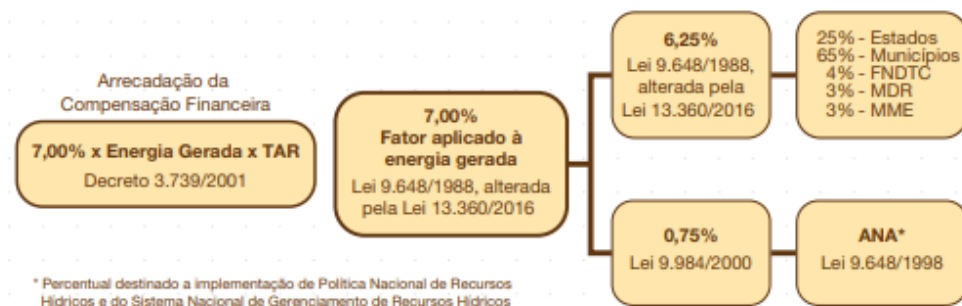 Arrecadação da
Compensação Financeira
7,00% x Energia Gerada x TAR
Decreto 3.739/2001
7,00%
Fator aplicado à
energia gerada
Lei 9.648/1988, alterada
pela Lei 13.360/2016
6,25%
Lei 9.648/1988,
alterada pela
Lei 13.360/2016
25% - Estados
65% - Municípios
4% - FNDTC
3% - MDR
3% - MME
0,75%
Lei 9.984/2000
ANA*
Lei 9.648/1998
* Percentual destinado a implementação de Política Nacional de Recursos
Hídricos e do Sistema Nacional de Gerenciamento de Recursos Hídricos